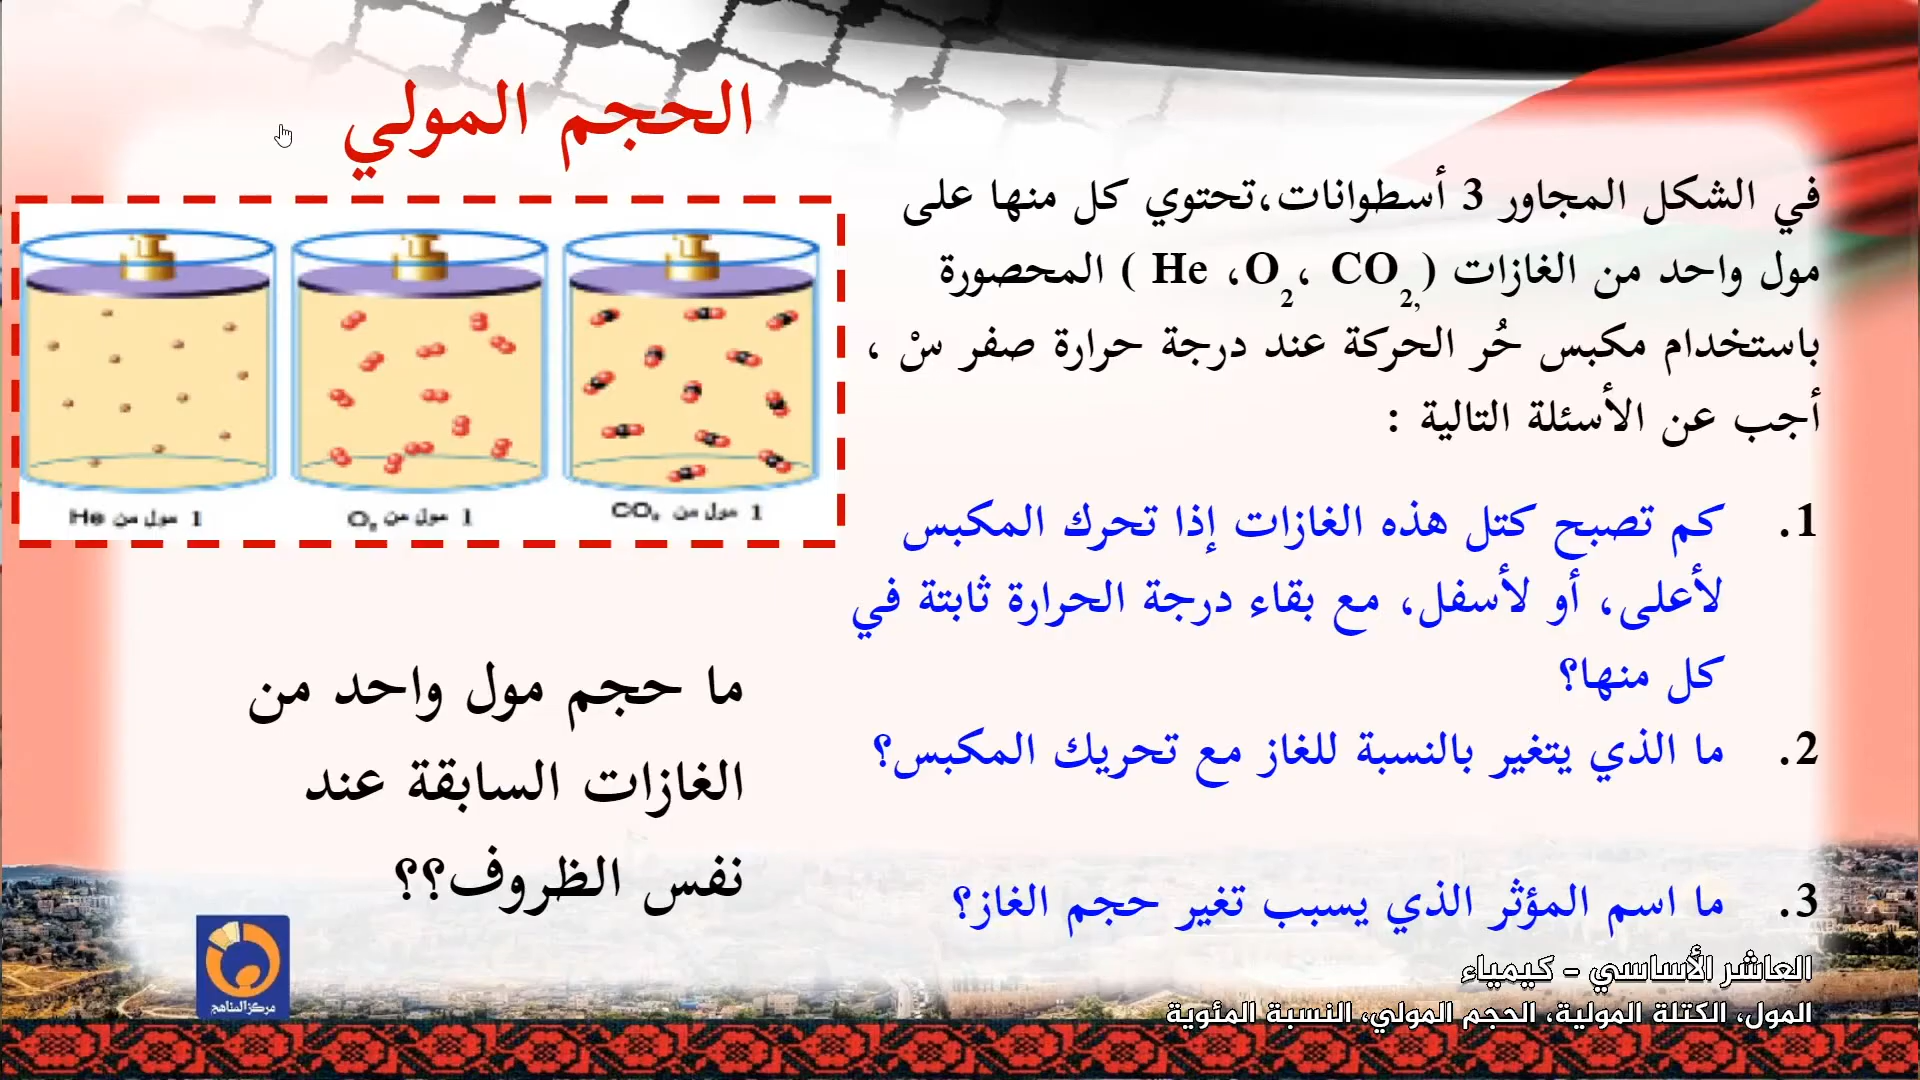 الحجم المولي
في الشكل المجاور 3 أسطوانات،تحتوي كل منها على
مول واحد من الغازات (He ،O2، CO2, ) المحصورة
باستخدام مكبس حُر الحركة عند درجة حرارة صفر سْ ،
أجب عن الأسئلة التالية :
1 مول من He
1 مول من O2
1 مول من CO2
1. كم تصبح كتل هذه الغازات إذا تحرك المكبس
لأعلى، أو لأسفل، مع بقاء درجة الحرارة ثابتة في
كل منها؟
2. ما الذي يتغير بالنسبة للغاز مع تحريك المكبس؟
3. ما اسم المؤثر الذي يسبب تغير حجم الغاز؟
ما حجم مول واحد من
الغازات السابقة عند
نفس الظروف؟؟
مركز المناهج
العاشر الأساسي - كيمياء
المول، الكتلة المولية، الحجم المولي، النسبة المئوية